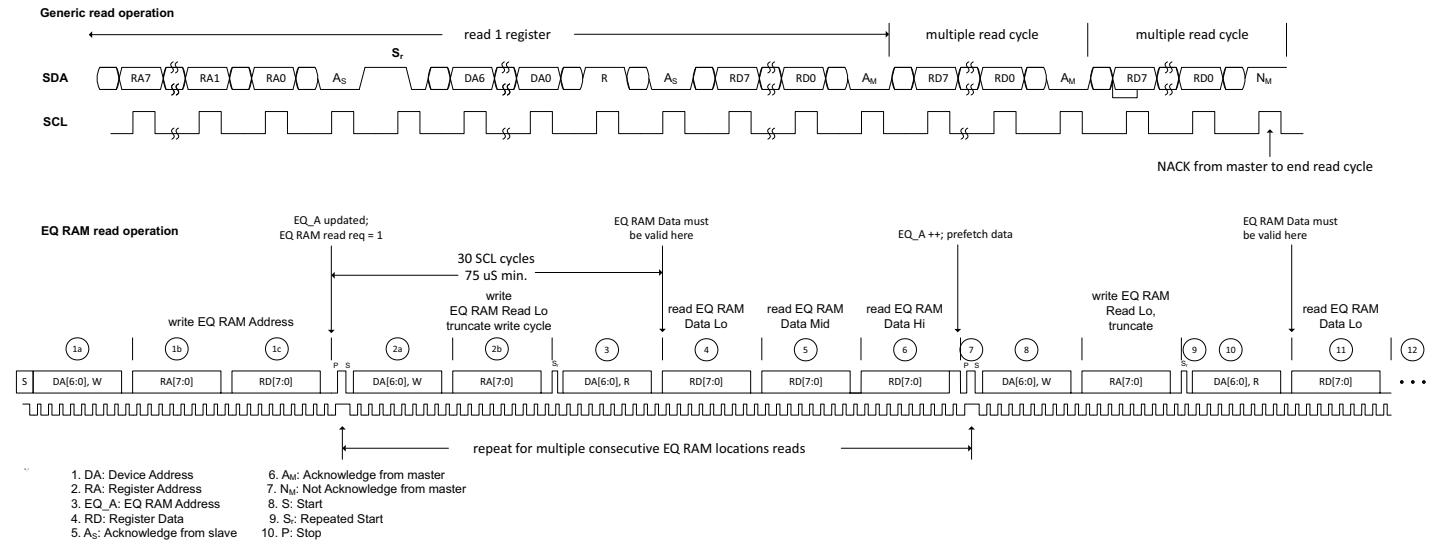 Generic read operation
read 1 register
multiple read cycle
multiple read cycle
Sr
SDA
RA7
RA1
RA0
AS
DA6
DA0
R
AS
RD7
RD0
AM
RD7
RD0
AM
RD7
RD0
NM
SCL
NACK from master to end read cycle
EQ RAM read operation
EQ_A updated;
EQ RAM read req = 1
EQ RAM Data must
be valid here
EQ_A ++; prefetch data
EQ RAM Data must
be valid here
30 SCL cycles
75 uS min.
write EQ RAM Address
write
EQ RAM Read Lo
truncate write cycle
read EQ RAM
Data Lo
read EQ RAM
Data Mid
read EQ RAM
Data Hi
write EQ RAM
Read Lo,
truncate
read EQ RAM
Data Lo
1a
1b
1c
2a
2b
3
4
5
6
7
8
9
10
11
12
P
S
Sr
P
S
Sr
S
DA[6:0], W
RA[7:0]
RD[7:0]
DA[6:0], W
RA[7:0]
DA[6:0], R
RD[7:0]
RD[7:0]
RD[7:0]
DA[6:0], W
RA[7:0]
DA[6:0], R
RD[7:0]
repeat for multiple consecutive EQ RAM locations reads
1. DA: Device Address
2. RA: Register Address
3. EQ_A: EQ RAM Address
4. RD: Register Data
5. AS: Acknowledge from slave
6. AM: Acknowledge from master
7. NM: Not Acknowledge from master
8. S: Start
9. Sr: Repeated Start
10. P: Stop